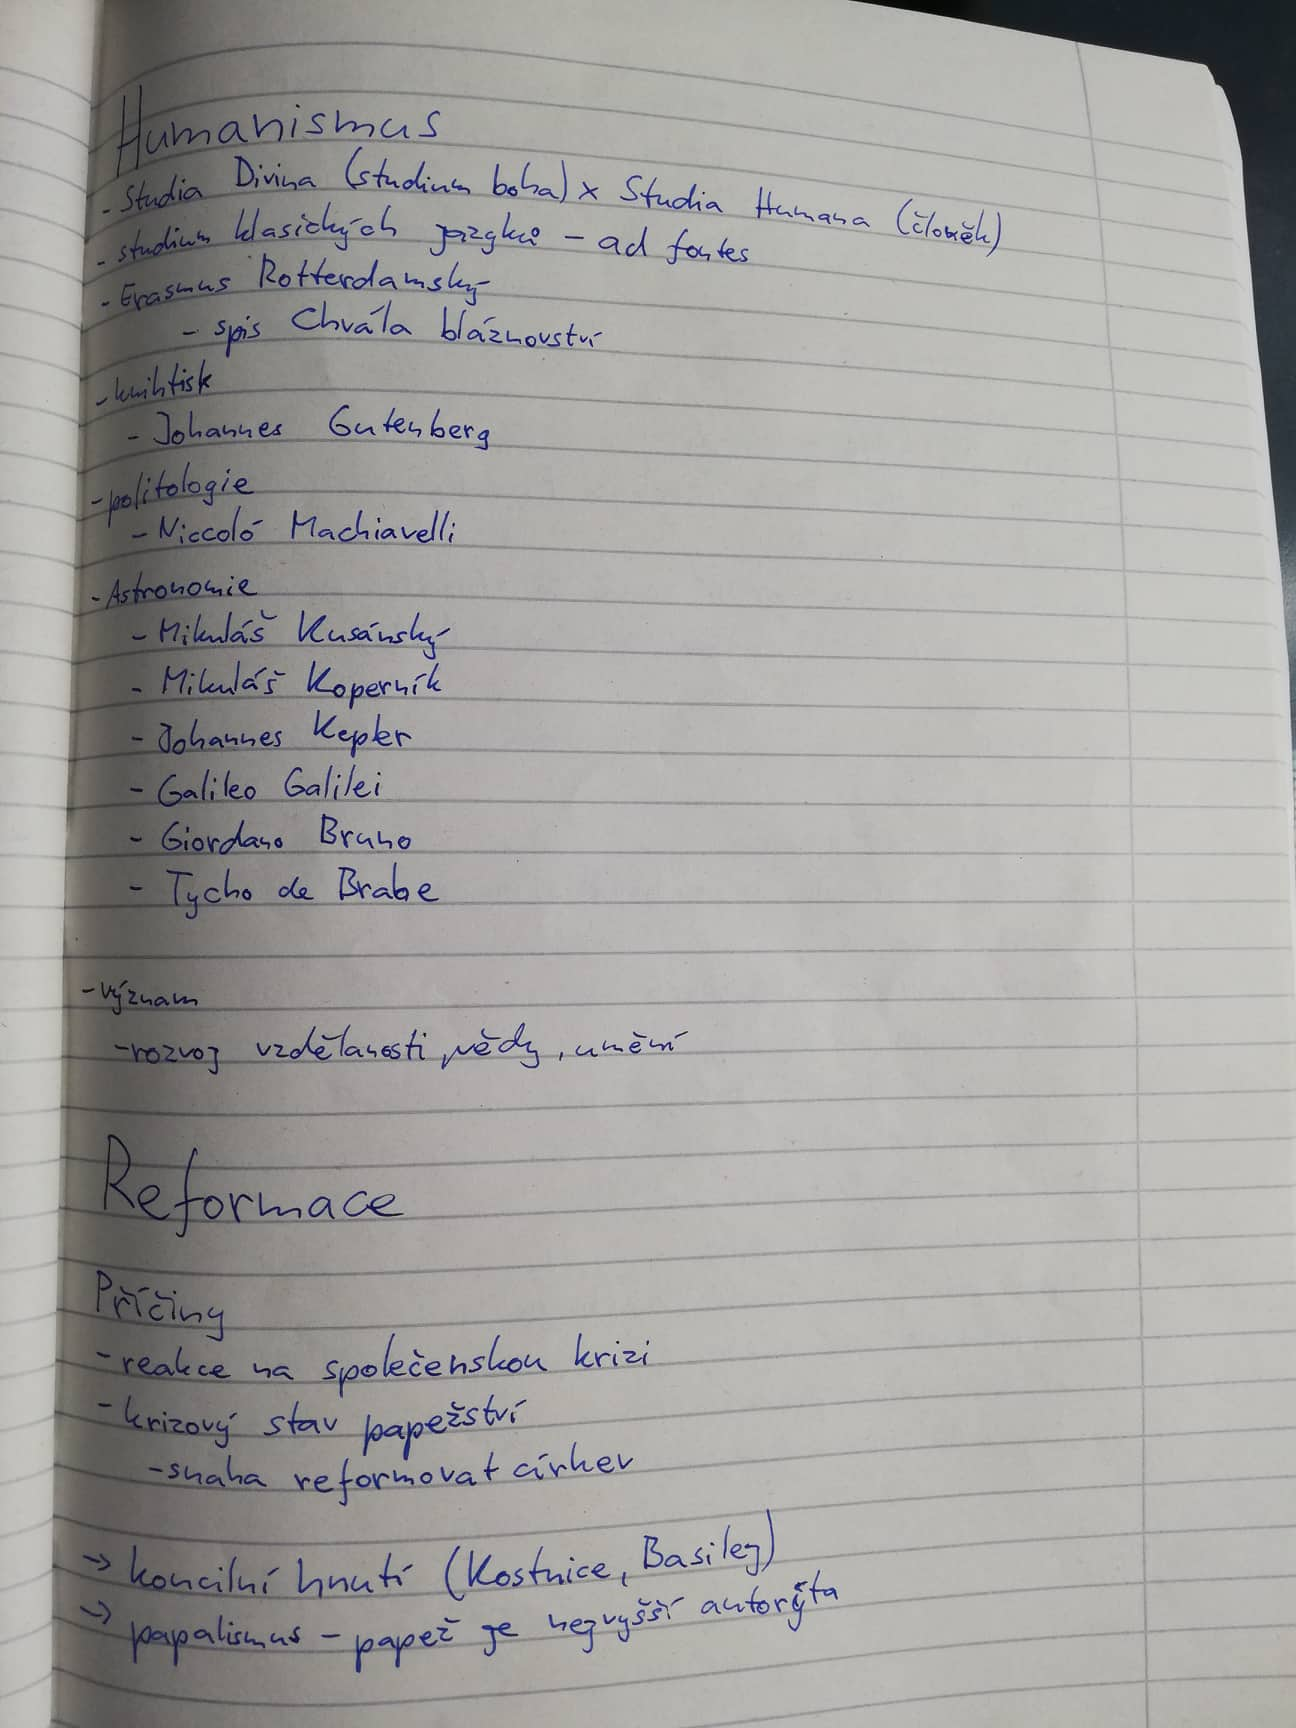 Humanismus
- Studia Divina (studium boha) x Studia Humana (člověk)
- studium klasických jazyků - ad fontes
- Erasmus Rotterdamský
- spis Chvála bláznovství
- knihtisk
- Johannes Gutenberg
- politologie
- Niccoló Machiavelli
- Astronomie
- Mikuláš Kusánský
- Mikuláš Koperník
- Johannes Kepler
- Galileo Galilei
- Giordano Bruno
- Tycho de Brahe
- význam
- rozvoj vzdělanosti, vědy, umění
Reformace
Příčiny
- reakce na společenskou krizi
- krizový stav papežství
- snaha reformovat církev
→ koncilní hnutí (Kostnice, Basilej)
→ papalismus - papež je nejvyšší autorita